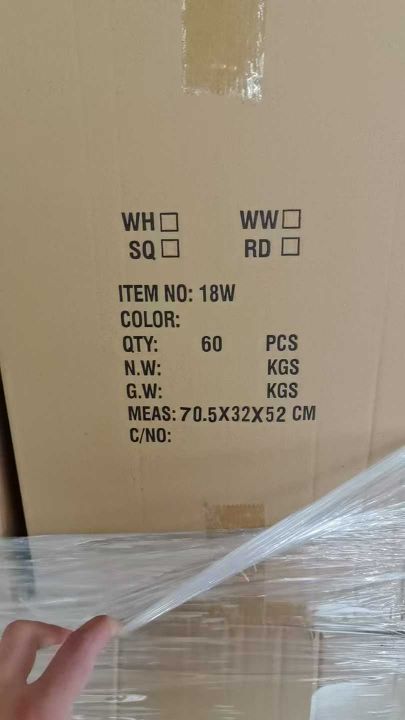 WH☐ WW☐
SQ☐ RD☐
ITEM NO: 18W
COLOR:
QTY: 60 PCS
N.W: KGS
G.W: KGS
MEAS: 70.5X32X52 CM
C/NO: